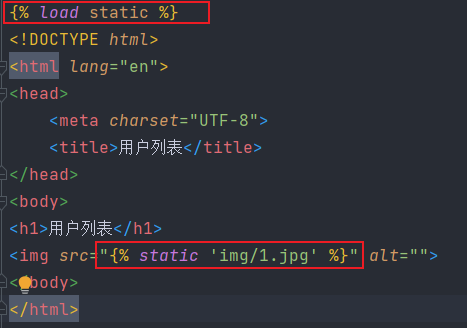 {% load static %}
<!DOCTYPE html>
<html lang="en">
<head>
    <meta charset="UTF-8">
    <title>用户列表</title>
</head>
<body>
<h1>用户列表</h1>
<img src="{% static 'img/1.jpg' %}" alt="">
</body>
</html>